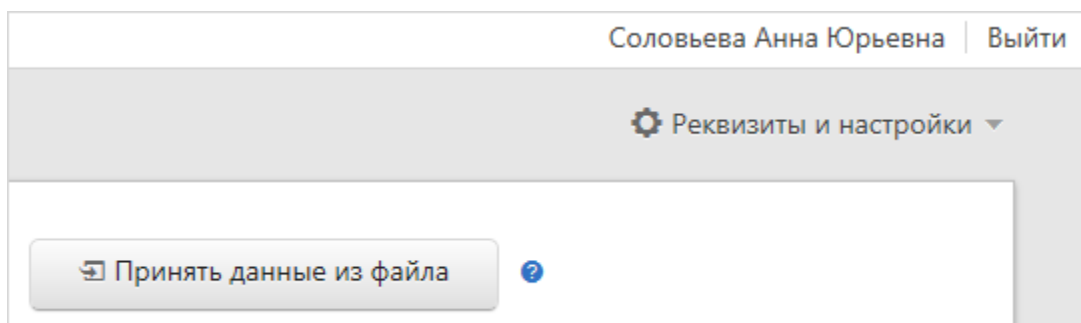 Соловьева Анна Юрьевна Выйти
Реквизиты и настройки
Принять данные из файла ?